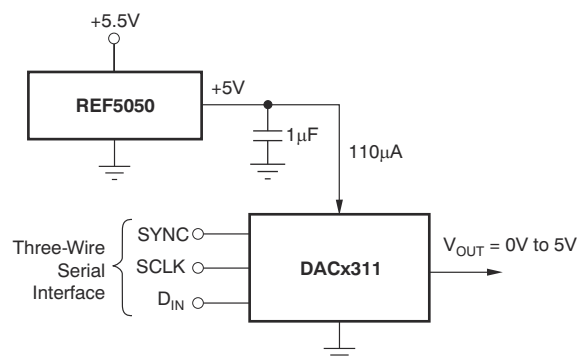 +5.5V
REF5050
+5V
1μF
110μA
Three-Wire
Serial
Interface
SYNC
SCLK
DIN
DACx311
VOUT = 0V to 5V